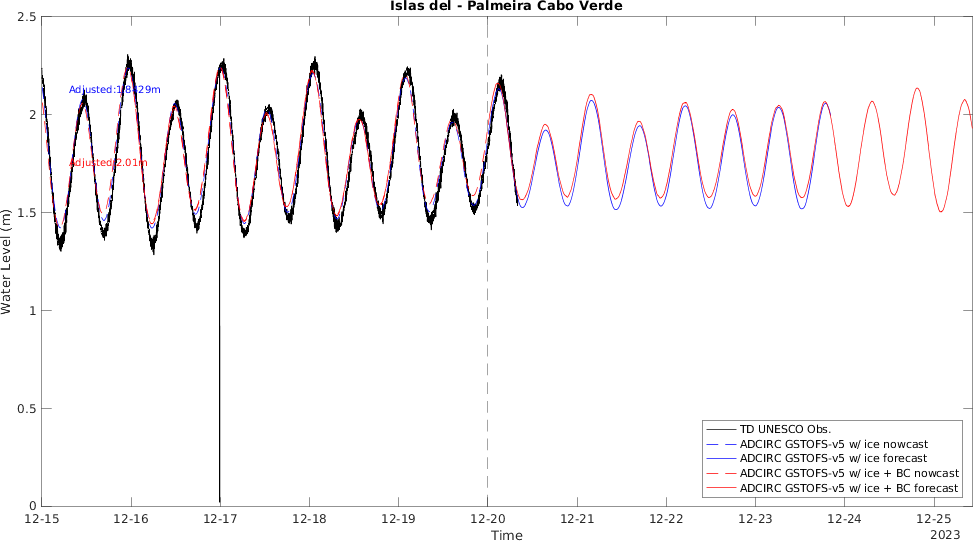 Islas del - Palmeira Cabo Verde
2.5
2
1.5
1
0.5
0
Water Level (m)
Adjusted:1.8429m
Adjusted:2.01m
TD UNESCO Obs.
ADCIRC GSTOFS-v5 w/ ice nowcast
ADCIRC GSTOFS-v5 w/ ice forecast
ADCIRC GSTOFS-v5 w/ ice + BC nowcast
ADCIRC GSTOFS-v5 w/ ice + BC forecast
12-15 12-16 12-17 12-18 12-19 12-20 12-21 12-22 12-23 12-24 12-25
Time
2023